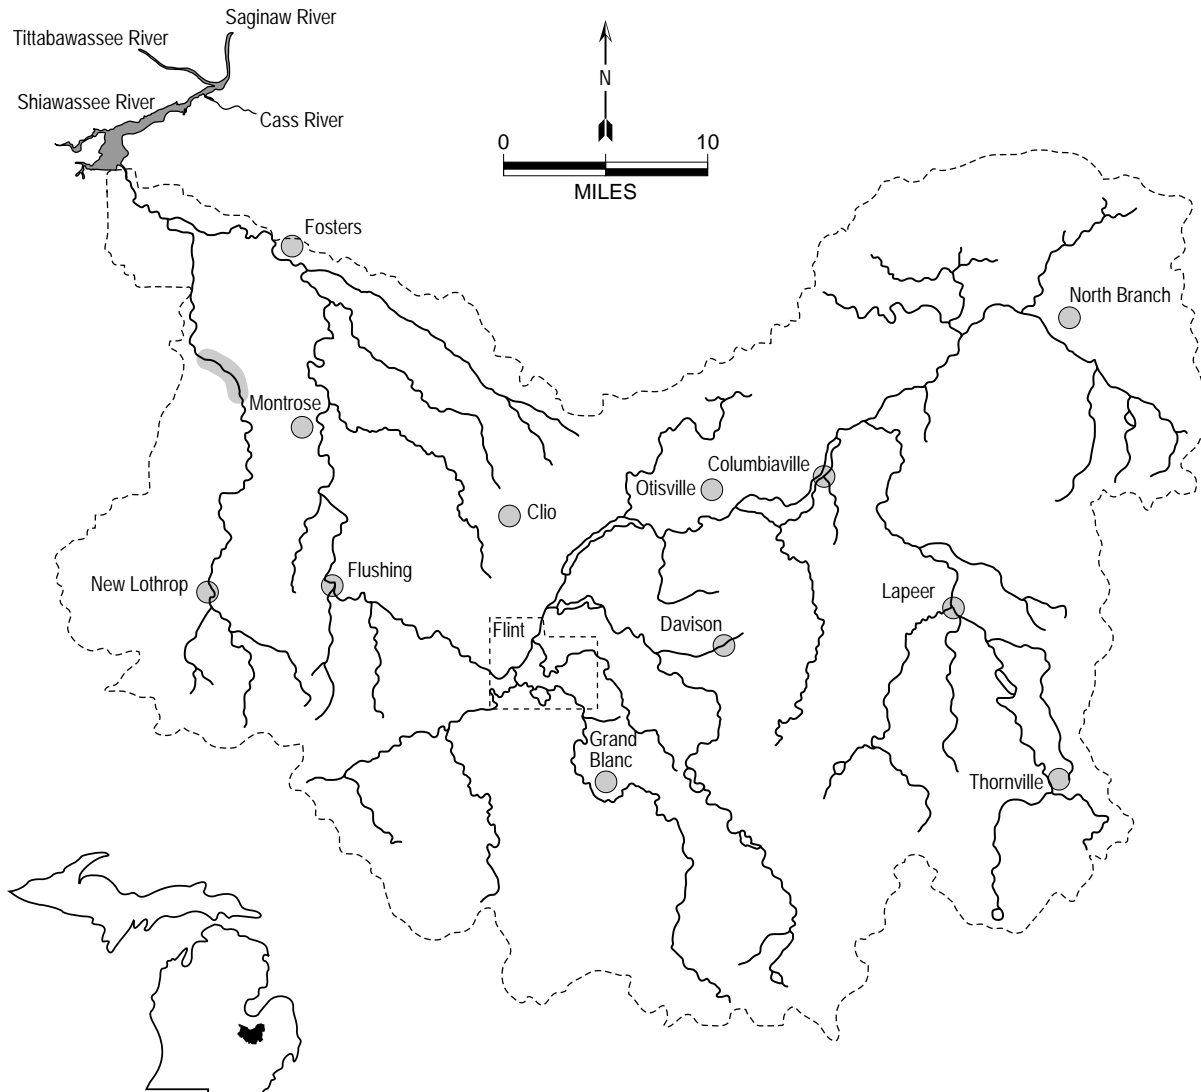 Saginaw River
Tittabawassee River
Shiawassee River
Cass River
N
0 10
MILES
Fosters
North Branch
Montrose
Columbiaville
Otisville
Clio
New Lothrop
Flushing
Lapeer
Flint
Davison
Grand
Blanc
Thornville